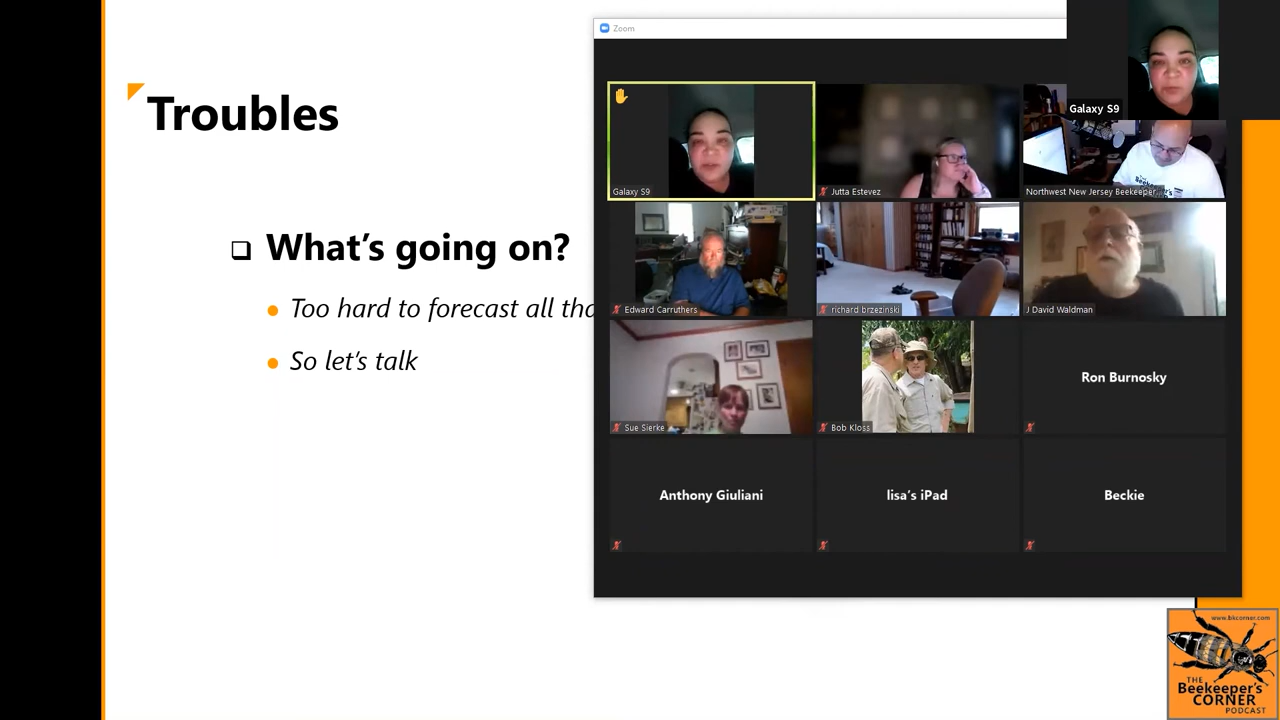 Troubles
What's going on?
Too hard to forecast all
So let's talk
Zoom
Galaxy S9
Galaxy S9
Jutta Estevez
Northwest New Jersey Beekeeper...
Edward Carruthers
richard brzezinski
J David Waldman
Sue Sierke
Bob Kloss
Ron Burnosky
Anthony Giuliani
lisa's iPad
Beckie
www.bkcorner.com
THE
Beekeeper's
CORNER
PODCAST